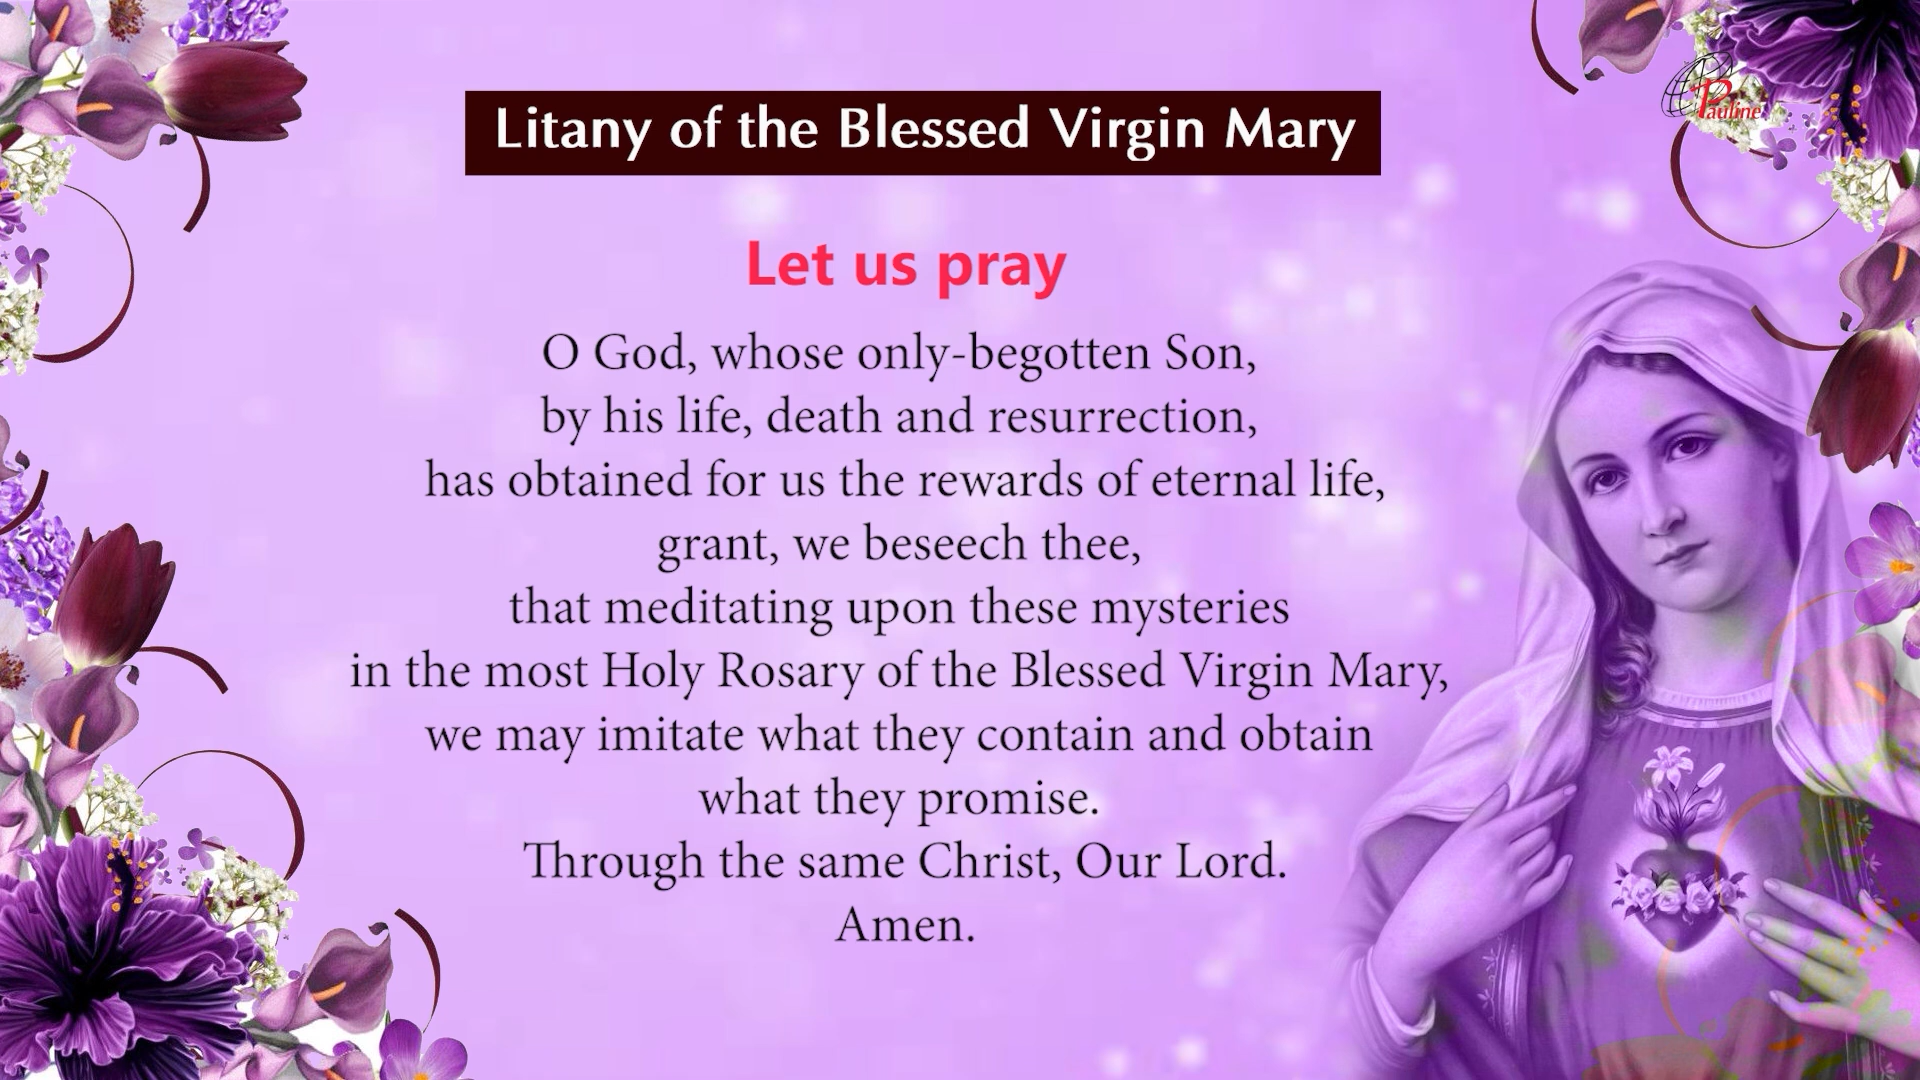 Litany of the Blessed Virgin Mary
Pauline
Let us pray
O God, whose only-begotten Son,
by his life, death and resurrection,
has obtained for us the rewards of eternal life,
grant, we beseech thee,
that meditating upon these mysteries
in the most Holy Rosary of the Blessed Virgin Mary,
we may imitate what they contain and obtain
what they promise.
Through the same Christ, Our Lord.
Amen.